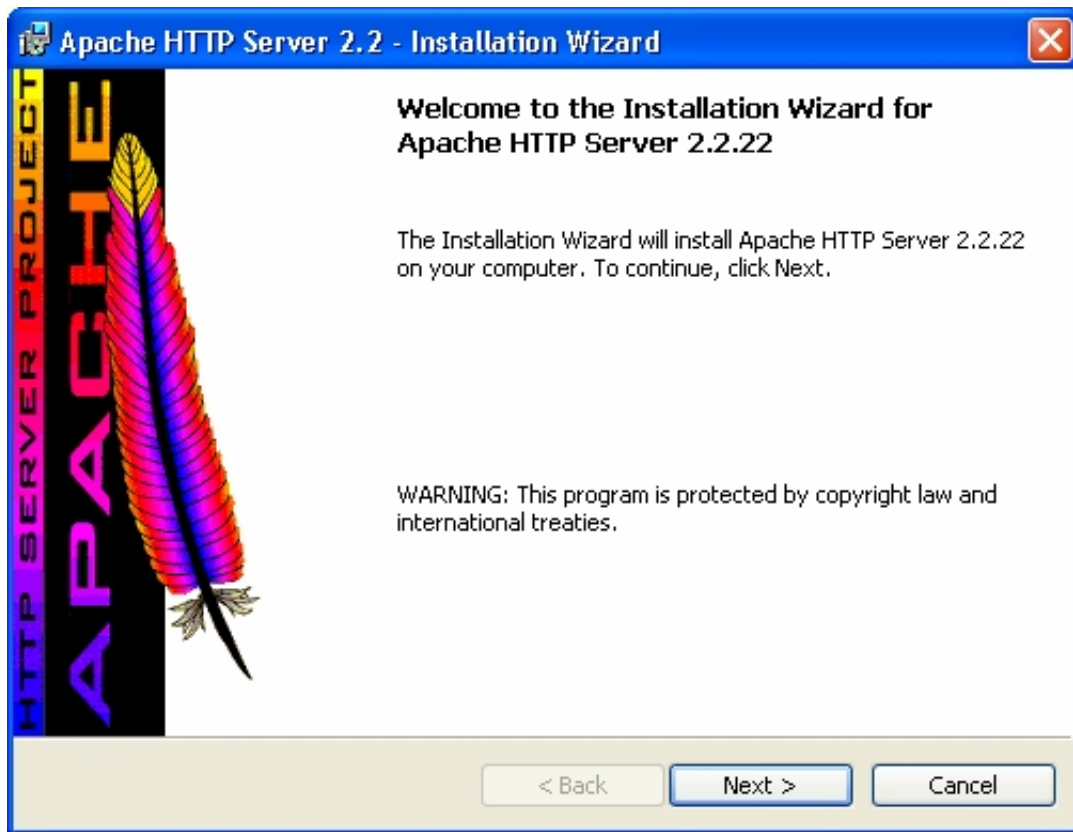 Apache HTTP Server 2.2 - Installation Wizard
HTTP SERVER PROJECT
APACHE
Welcome to the Installation Wizard for
Apache HTTP Server 2.2.22
The Installation Wizard will install Apache HTTP Server 2.2.22
on your computer. To continue, click Next.
WARNING: This program is protected by copyright law and
international treaties.
< Back
Next >
Cancel